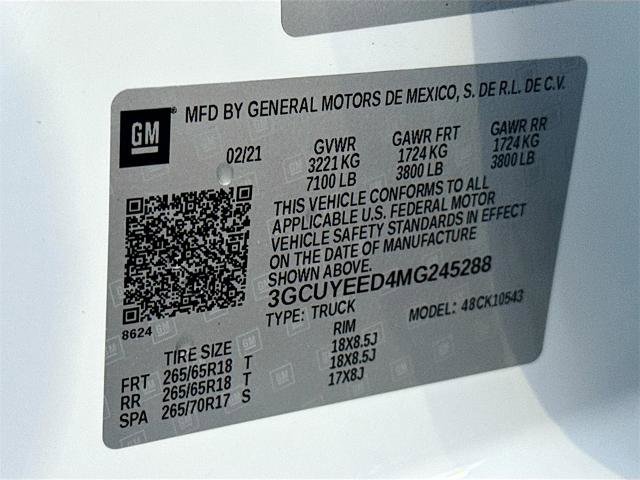 GM
MFD BY GENERAL MOTORS DE MEXICO, S. DE R.L. DE C.V.
02/21
GVWR GAWR FRT GAWR RR
3221 KG 1724 KG 1724 KG
7100 LB 3800 LB 3800 LB
THIS VEHICLE CONFORMS TO ALL
APPLICABLE U.S. FEDERAL MOTOR
VEHICLE SAFETY STANDARDS IN EFFECT
ON THE DATE OF MANUFACTURE
SHOWN ABOVE.
3GCUYEED4MG245288
TYPE: TRUCK MODEL: 48CK10543
8624
TIRE SIZE RIM
FRT 265/65R18 T 18X8.5J
RR 265/65R18 T 18X8.5J
SPA 265/70R17 S 17X8J